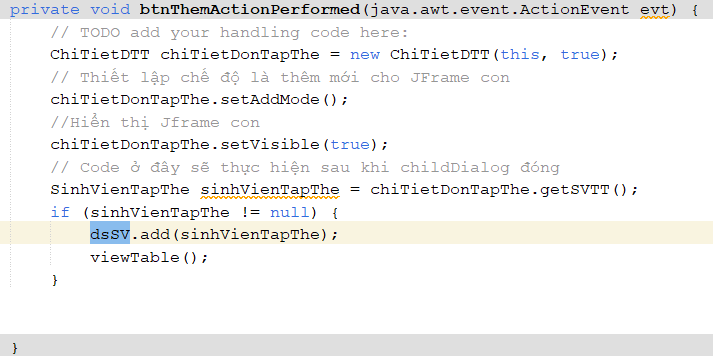 private void btnThemActionPerformed(java.awt.event.ActionEvent evt) {
// TODO add your handling code here:
ChiTietDTT chiTietDonTapThe = new ChiTietDTT(this, true);
// Thiết lập chế độ là thêm mới cho JFrame con
chiTietDonTapThe.setAddMode();
//Hiển thị Jframe con
chiTietDonTapThe.setVisible(true);
// Code ở đây sẽ thực hiện sau khi childDialog đóng
SinhVienTapThe sinhVienTapThe = chiTietDonTapThe.getSVTT();
if (sinhVienTapThe != null) {
dsSV.add(sinhVienTapThe);
viewTable();
}
}